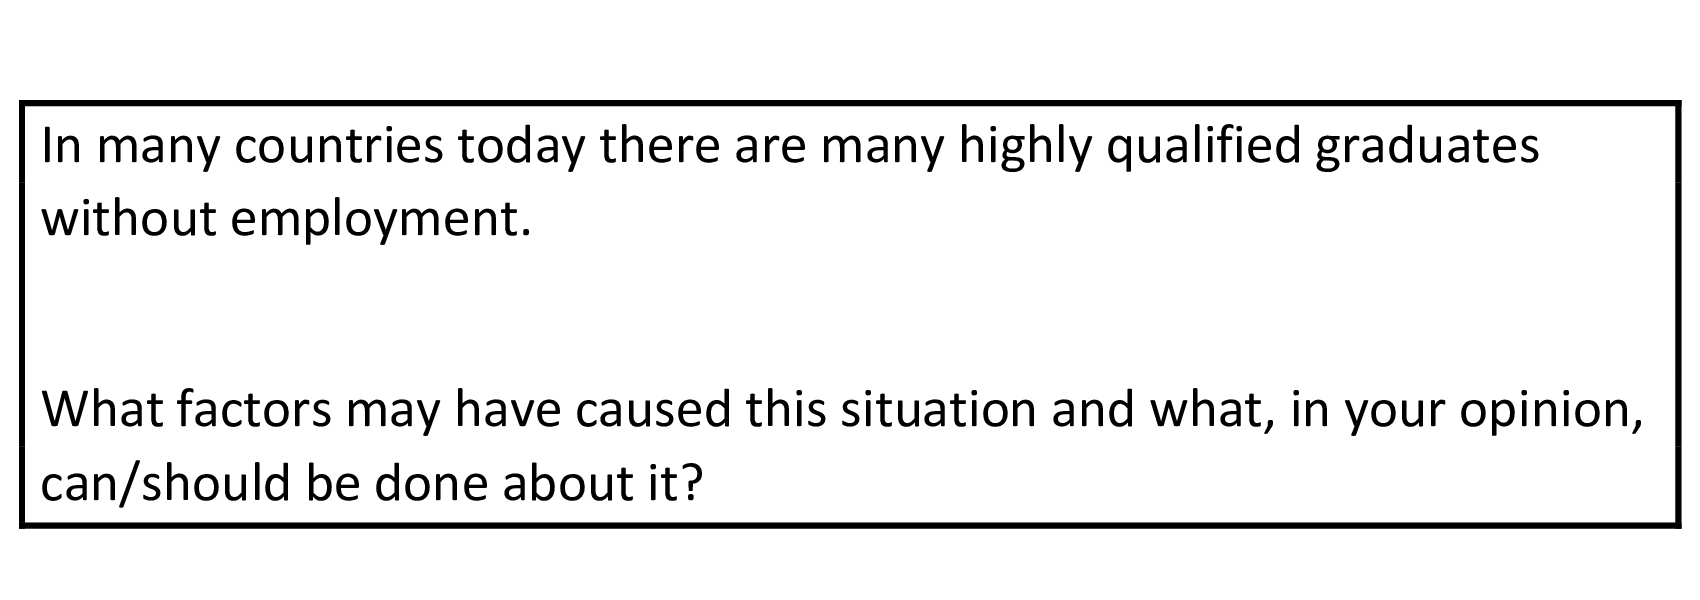 In many countries today there are many highly qualified graduates
without employment.
What factors may have caused this situation and what, in your opinion,
can/should be done about it?